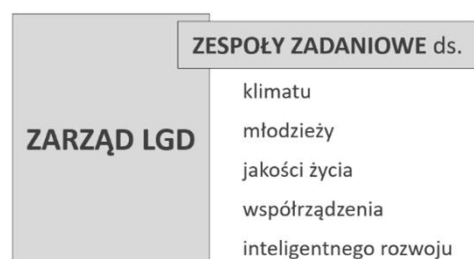 ZESPOŁY ZADANIOWE ds.
ZARZĄD LGD
klimatu
młodzieży
jakości życia
współrządzenia
inteligentnego rozwoju